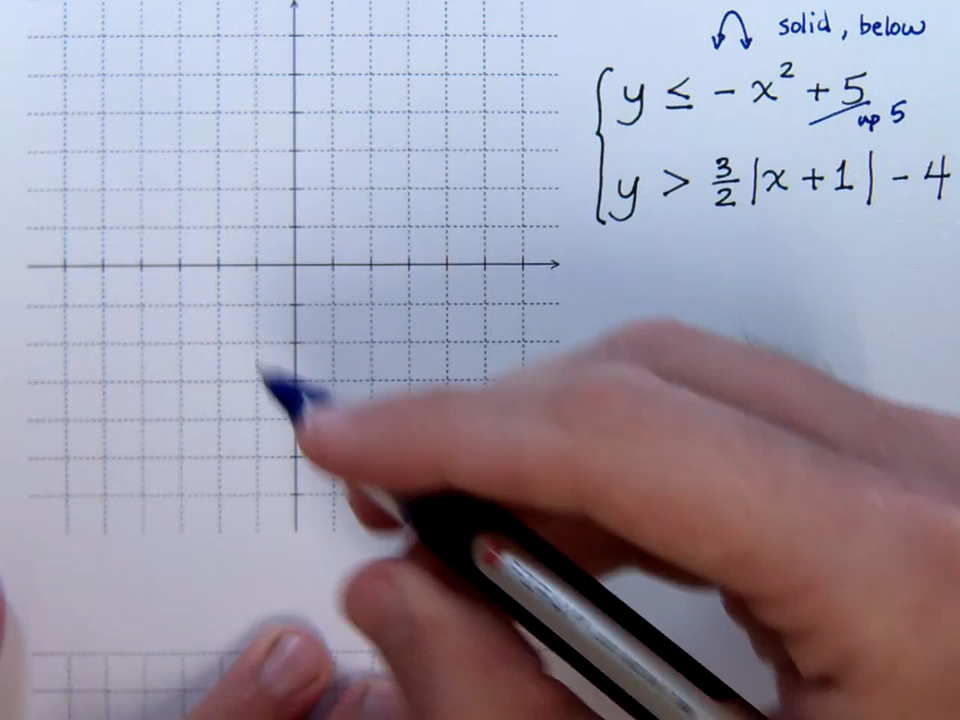 solid, below
y ≤ -x² + 5
up 5
y > 3/2 |x + 1| - 4